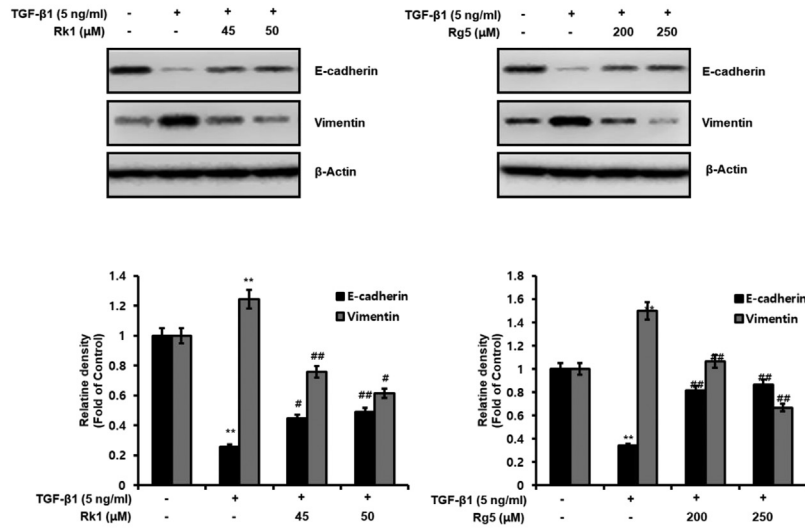 TGF-β1 (5 ng/ml) - + + +
Rk1 (μM) - - 45 50
E-cadherin
Vimentin
β-Actin
TGF-β1 (5 ng/ml) - + + +
Rg5 (μM) - - 200 250
E-cadherin
Vimentin
β-Actin
Relatine density
(Fold of Control)
1.4
1.2
1
0.8
0.6
0.4
0.2
0
E-cadherin
Vimentin
**
**
#
##
##
#
TGF-β1 (5 ng/ml) - + + +
Rk1 (μM) - - 45 50
Relatine density
(Fold of Control)
1.8
1.6
1.4
1.2
1
0.8
0.6
0.4
0.2
0
E-cadherin
Vimentin
**
##
##
##
##
TGF-β1 (5 ng/ml) - + + +
Rg5 (μM) - - 200 250